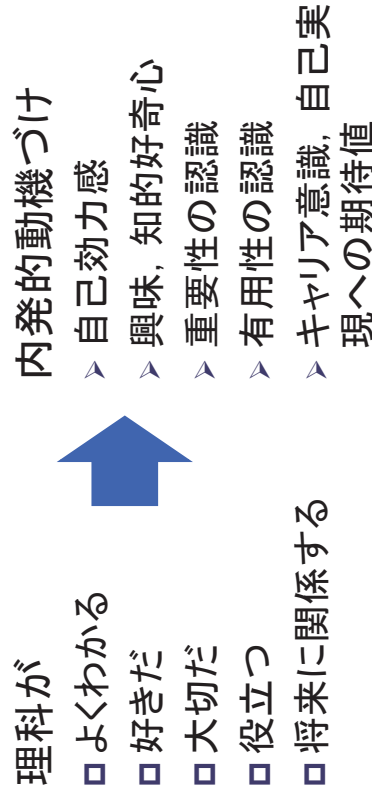 理科が
よくわかる
好きだ
大切だ
役立つ
将来に関係する
内発的動機づけ
自己効力感
興味，知的好奇心
重要性の認識
有用性の認識
キャリア意識，自己実
現への期待値